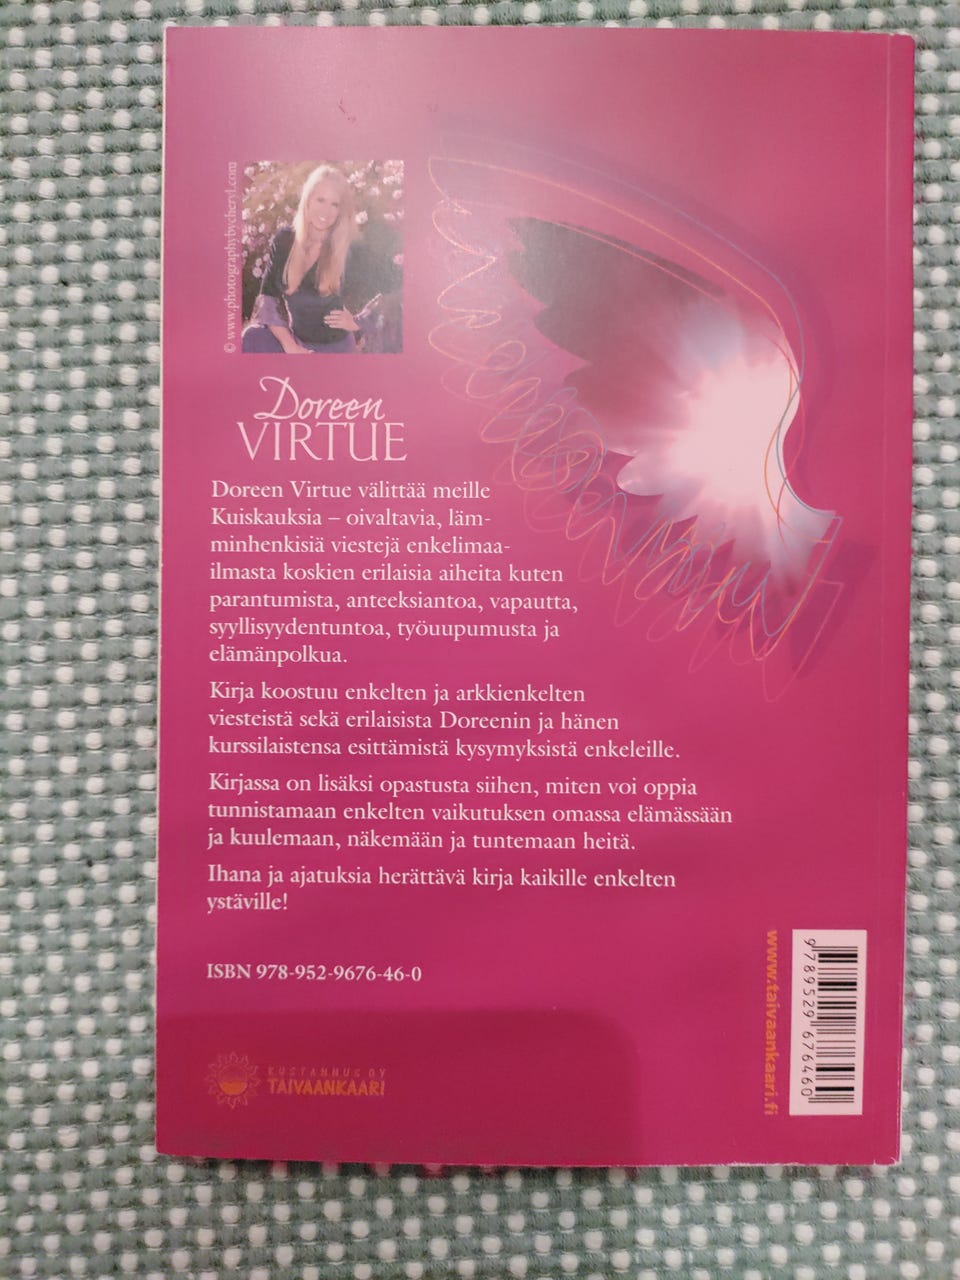 © www.photographybycheryl.com
Doreen
VIRTUE
Doreen Virtue välittää meille
Kuiskauksia – oivaltavia, läm-
minhenkisiä viestejä enkelimaa-
ilmasta koskien erilaisia aiheita kuten
parantumista, anteeksiantoa, vapautta,
syyllisyydentuntoa, työuupumusta ja
elämänpolkua.
Kirja koostuu enkelten ja arkkienkelten
viesteistä sekä erilaisista Doreenin ja hänen
kurssilaistensa esittämistä kysymyksistä enkeleille.
Kirjassa on lisäksi opastusta siihen, miten voi oppia
tunnistamaan enkelten vaikutuksen omassa elämässään
ja kuulemaan, näkemään ja tuntemaan heitä.
Ihana ja ajatuksia herättävä kirja kaikille enkelten
ystäville!
ISBN 978-952-9676-46-0
KUSTANNUS OY
TAIVAANKAARI
www.taivaankaari.fi
9 789529 676460